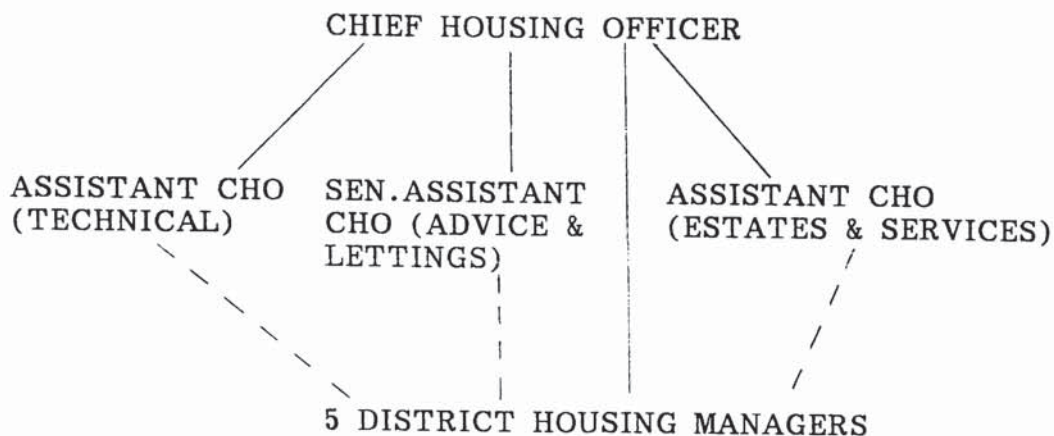 CHIEF HOUSING OFFICER
ASSISTANT CHO
(TECHNICAL)
SEN.ASSISTANT
CHO (ADVICE &
LETTINGS)
ASSISTANT CHO
(ESTATES & SERVICES)
5 DISTRICT HOUSING MANAGERS